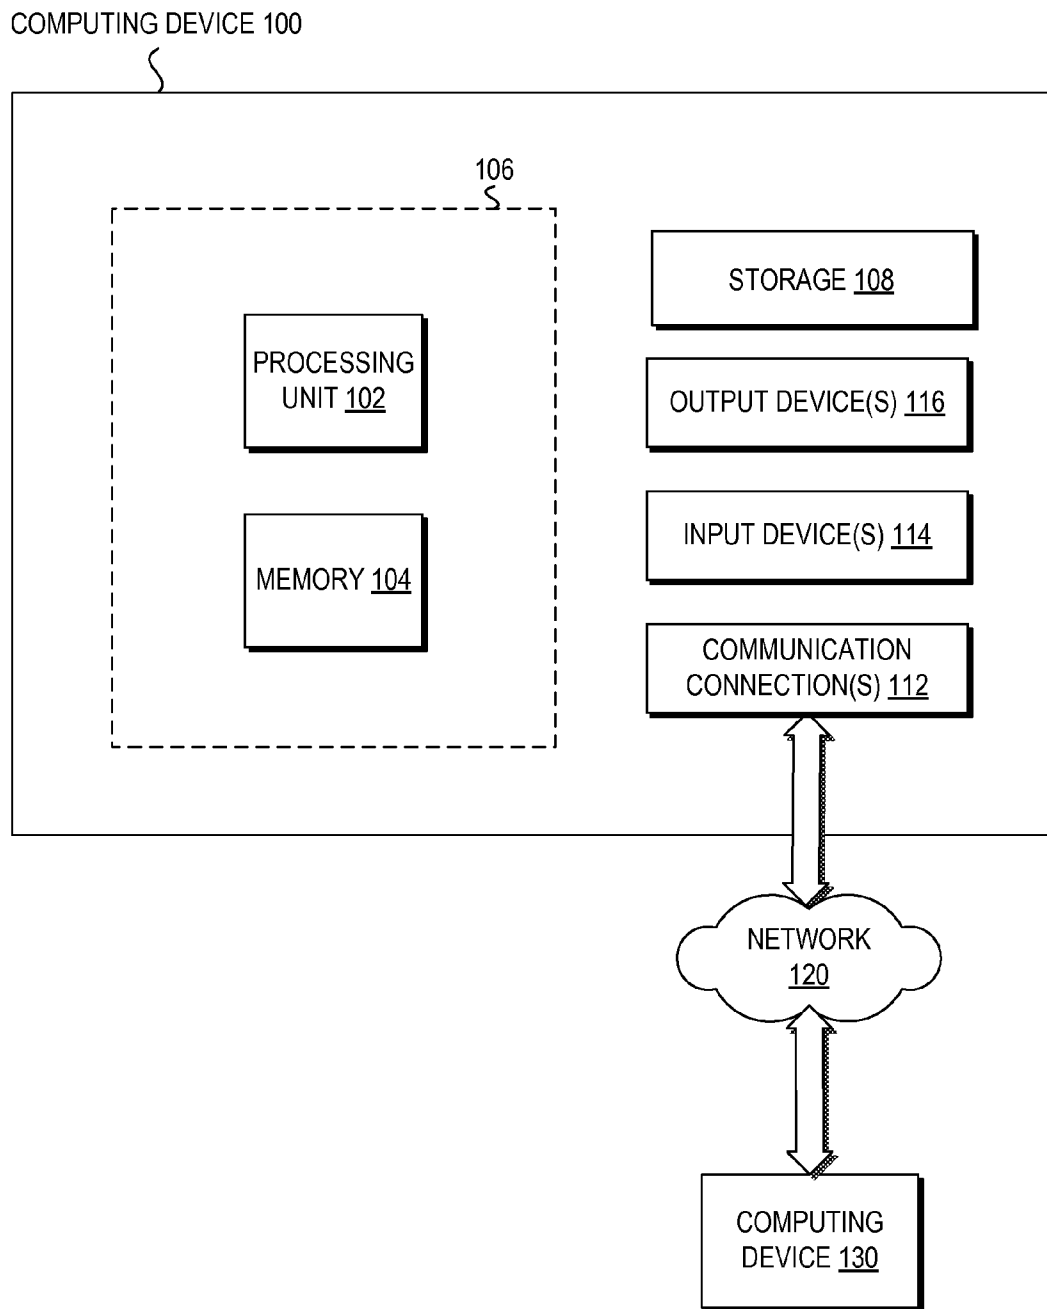 COMPUTING DEVICE 100
106
PROCESSING
UNIT 102
MEMORY 104
STORAGE 108
OUTPUT DEVICE(S) 116
INPUT DEVICE(S) 114
COMMUNICATION
CONNECTION(S) 112
NETWORK
120
COMPUTING
DEVICE 130